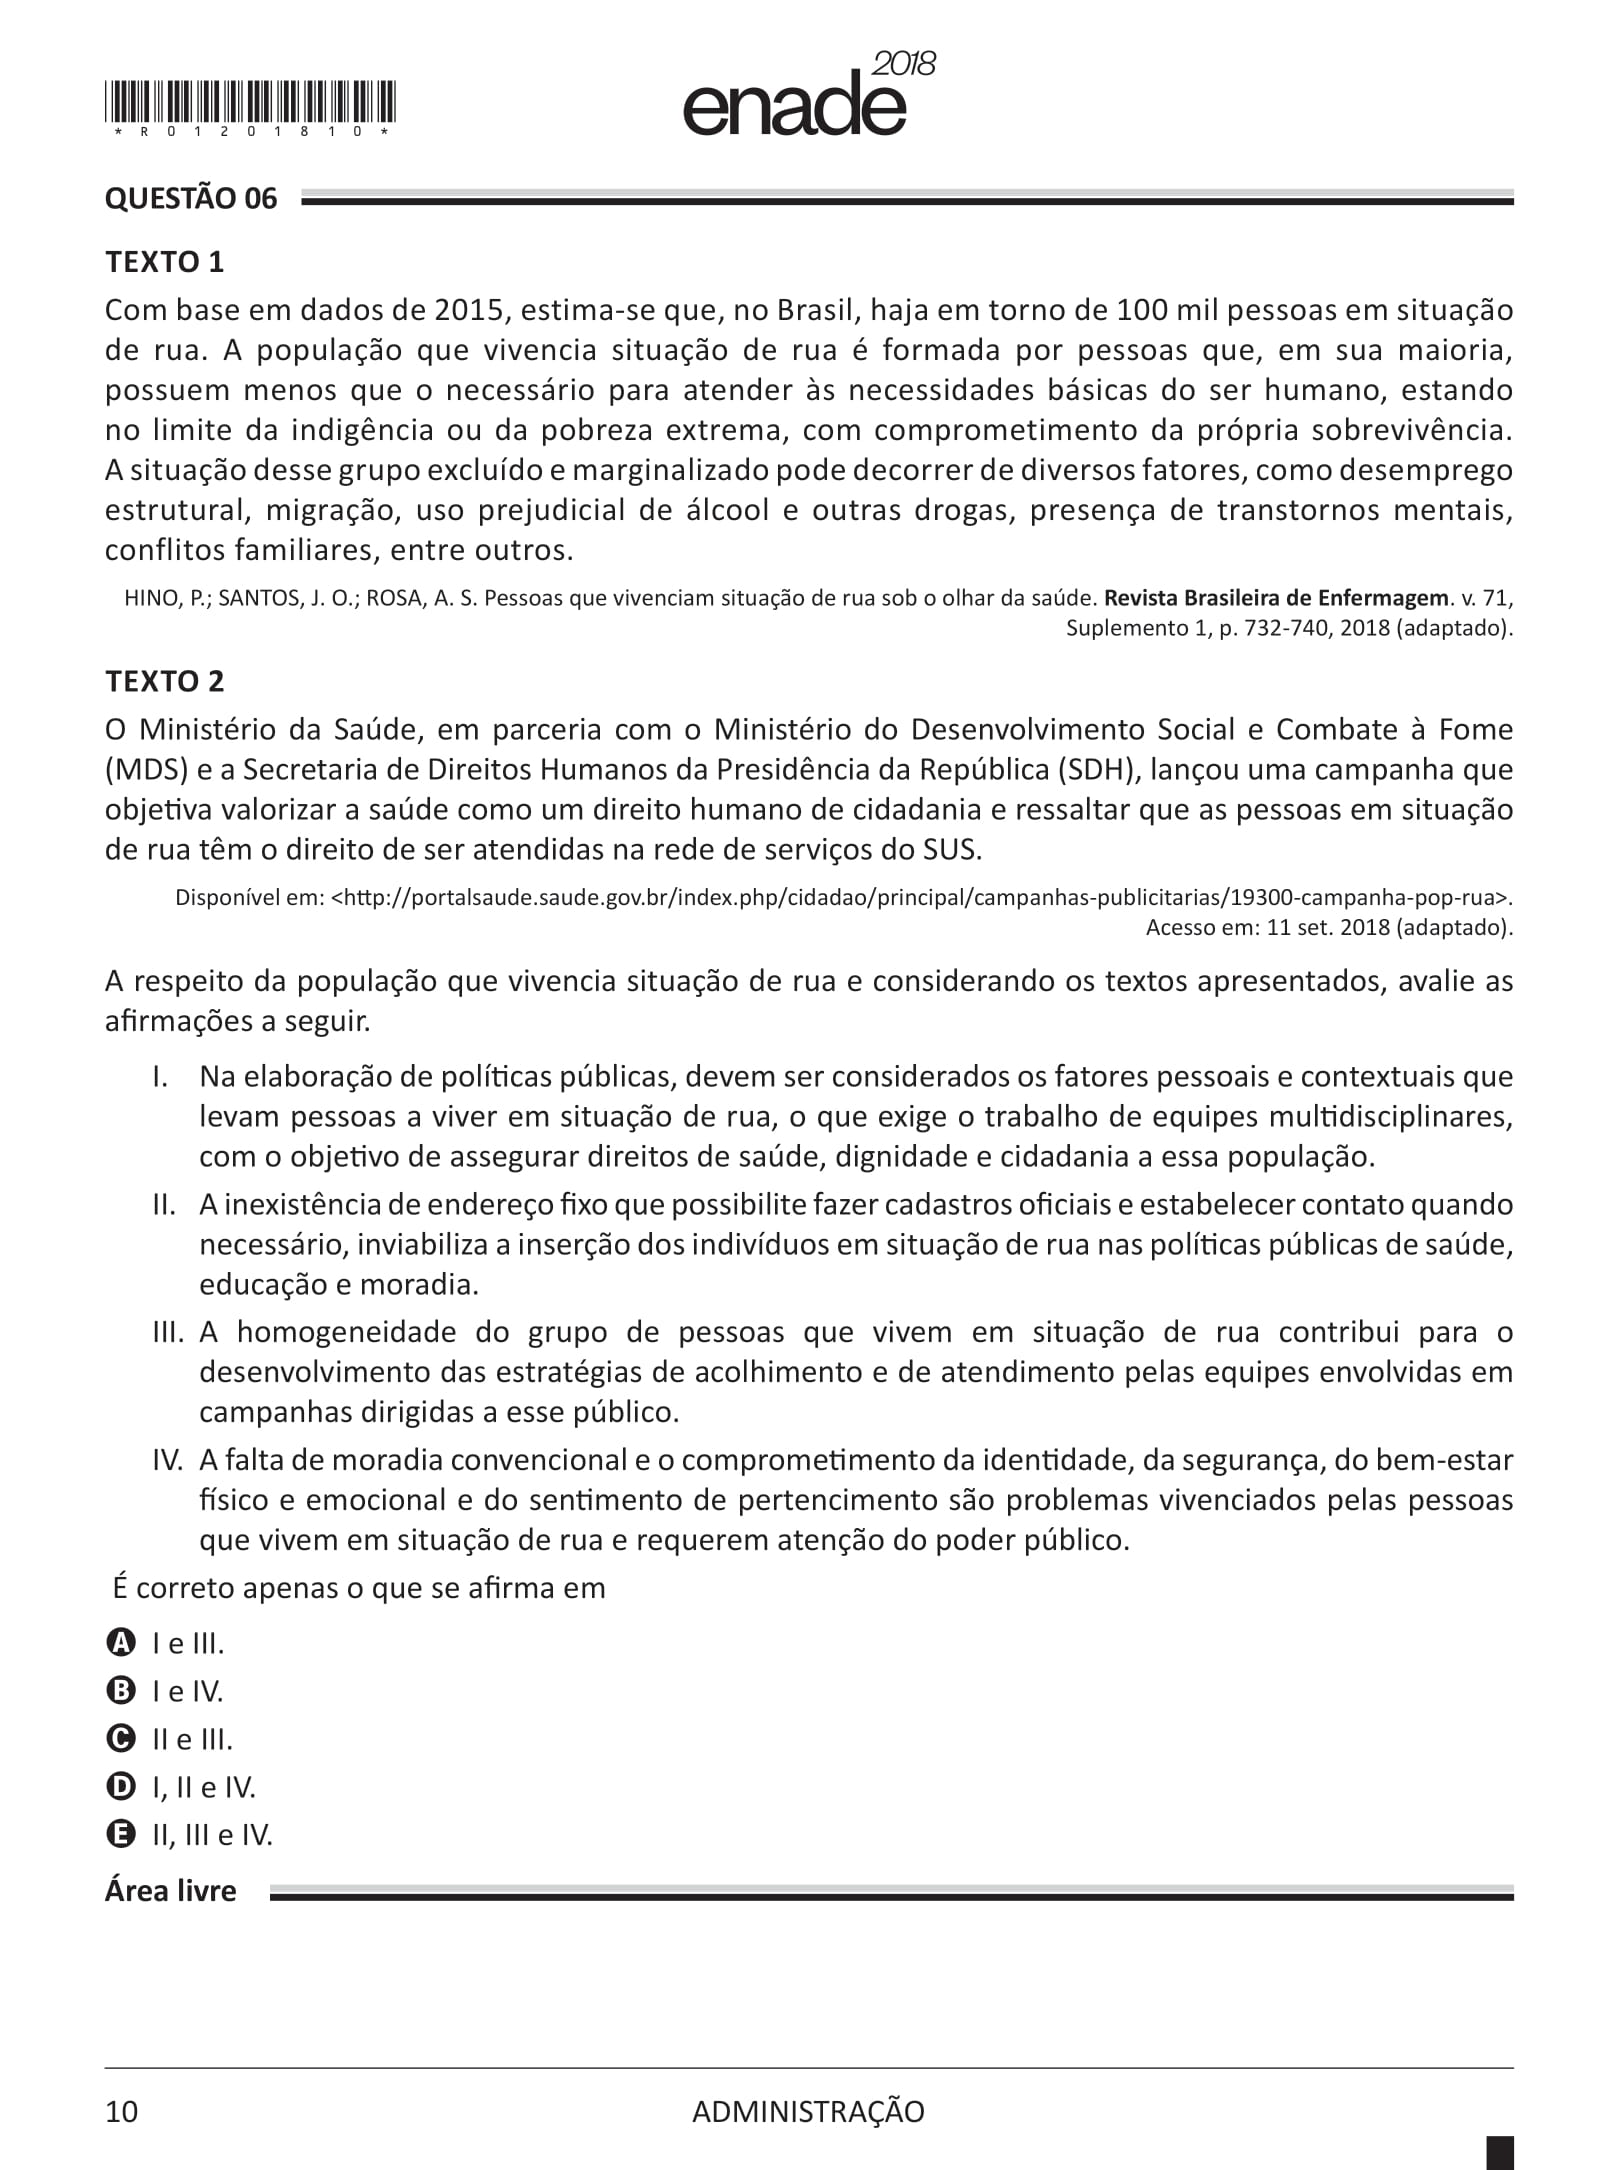 enade 2018
* R 0 1 2 0 1 8 1 0 *
QUESTÃO 06
TEXTO 1
Com base em dados de 2015, estima-se que, no Brasil, haja em torno de 100 mil pessoas em situação
de rua. A população que vivencia situação de rua é formada por pessoas que, em sua maioria,
possuem menos que o necessário para atender às necessidades básicas do ser humano, estando
no limite da indigência ou da pobreza extrema, com comprometimento da própria sobrevivência.
A situação desse grupo excluído e marginalizado pode decorrer de diversos fatores, como desemprego
estrutural, migração, uso prejudicial de álcool e outras drogas, presença de transtornos mentais,
conflitos familiares, entre outros.
HINO, P.; SANTOS, J. O.; ROSA, A. S. Pessoas que vivenciam situação de rua sob o olhar da saúde. Revista Brasileira de Enfermagem. v. 71,
Suplemento 1, p. 732-740, 2018 (adaptado).
TEXTO 2
O Ministério da Saúde, em parceria com o Ministério do Desenvolvimento Social e Combate à Fome
(MDS) e a Secretaria de Direitos Humanos da Presidência da República (SDH), lançou uma campanha que
objetiva valorizar a saúde como um direito humano de cidadania e ressaltar que as pessoas em situação
de rua têm o direito de ser atendidas na rede de serviços do SUS.
Disponível em: <http://portalsaude.saude.gov.br/index.php/cidadao/principal/campanhas-publicitarias/19300-campanha-pop-rua>.
Acesso em: 11 set. 2018 (adaptado).
A respeito da população que vivencia situação de rua e considerando os textos apresentados, avalie as
afirmações a seguir.
I. Na elaboração de políticas públicas, devem ser considerados os fatores pessoais e contextuais que
levam pessoas a viver em situação de rua, o que exige o trabalho de equipes multidisciplinares,
com o objetivo de assegurar direitos de saúde, dignidade e cidadania a essa população.
II. A inexistência de endereço fixo que possibilite fazer cadastros oficiais e estabelecer contato quando
necessário, inviabiliza a inserção dos indivíduos em situação de rua nas políticas públicas de saúde,
educação e moradia.
III. A homogeneidade do grupo de pessoas que vivem em situação de rua contribui para o
desenvolvimento das estratégias de acolhimento e de atendimento pelas equipes envolvidas em
campanhas dirigidas a esse público.
IV. A falta de moradia convencional e o comprometimento da identidade, da segurança, do bem-estar
físico e emocional e do sentimento de pertencimento são problemas vivenciados pelas pessoas
que vivem em situação de rua e requerem atenção do poder público.
É correto apenas o que se afirma em
A I e III.
B I e IV.
C II e III.
D I, II e IV.
E II, III e IV.
Área livre
10
ADMINISTRAÇÃO